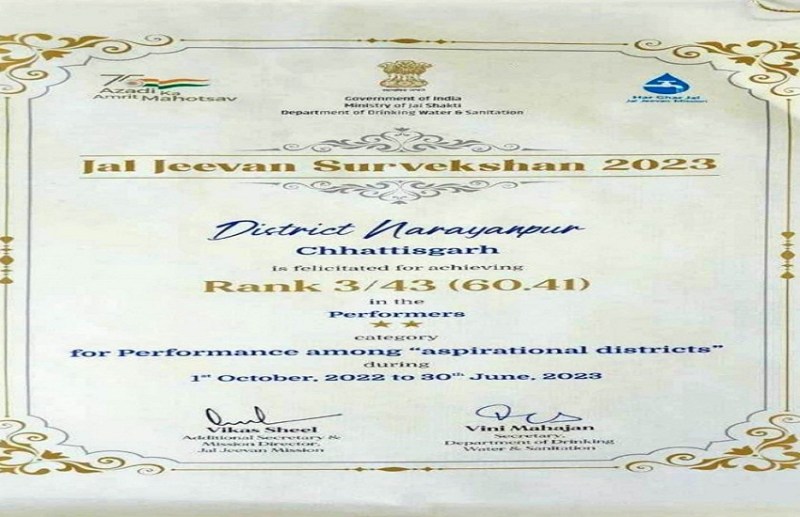 75
Azadi Ka
Amrit Mahotsav
Government of India
Ministry of Jal Shakti
Department of Drinking Water & Sanitation
Har Ghar Jal
Jal Jeevan Mission
Jal Jeevan Survekshan 2023
District Narayanpur
Chhattisgarh
is felicitated for achieving
Rank 3/43 (60.41)
in the
Performers
★ ★
category
for Performance among “aspirational districts”
during
1st October, 2022 to 30th June, 2023
Vikas Sheel
Additional Secretary &
Mission Director,
Jal Jeevan Mission
Vini Mahajan
Secretary,
Department of Drinking
Water & Sanitation